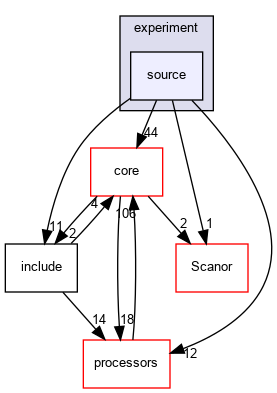 experiment
source
44
core
4
106
11
2
2
1
include
Scanor
14
18
12
processors